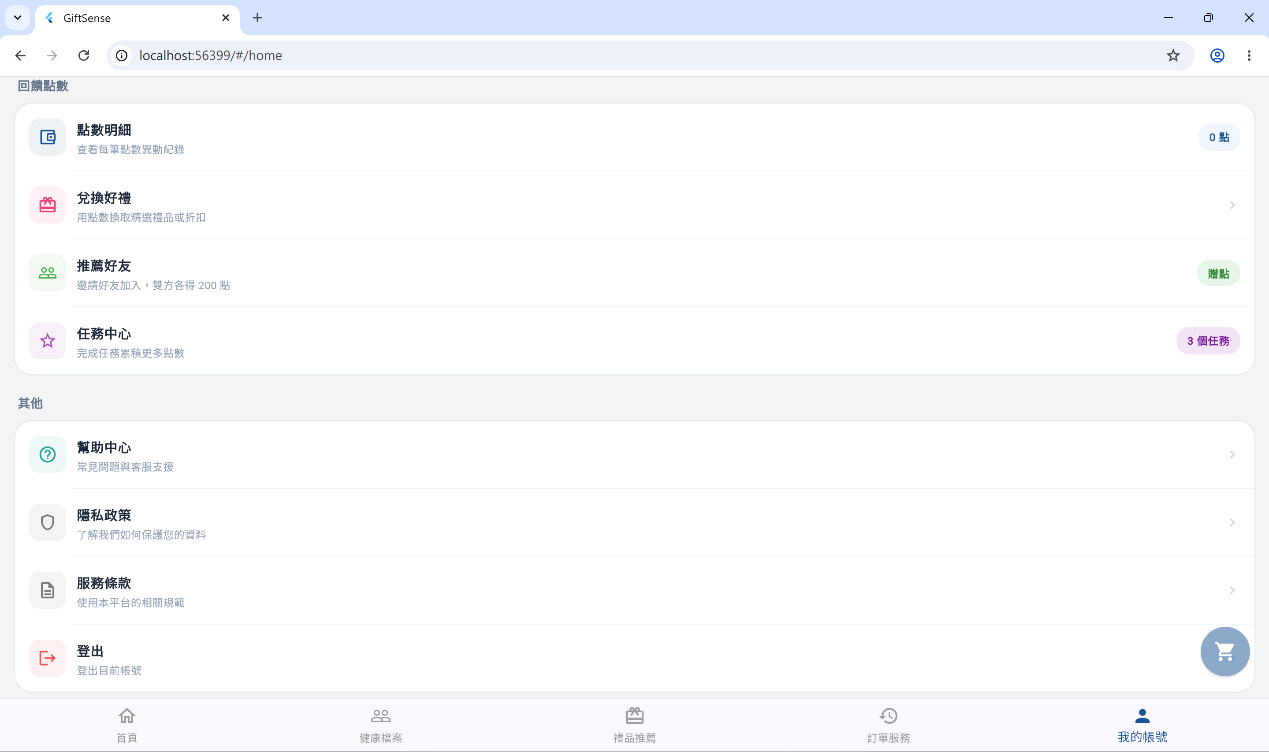 GiftSense
localhost:56399/#/home
回饋點數
點數明細
查看每筆點數異動紀錄
0 點
兌換好禮
用點數換取精選禮品或折扣
推薦好友
邀請好友加入，雙方各得 200 點
贈點
任務中心
完成任務累積更多點數
3 個任務
其他
幫助中心
常見問題與客服支援
隱私政策
了解我們如何保護您的資料
服務條款
使用本平台的相關規範
登出
登出目前帳號
首頁
健康檔案
禮品推薦
訂單服務
我的帳號